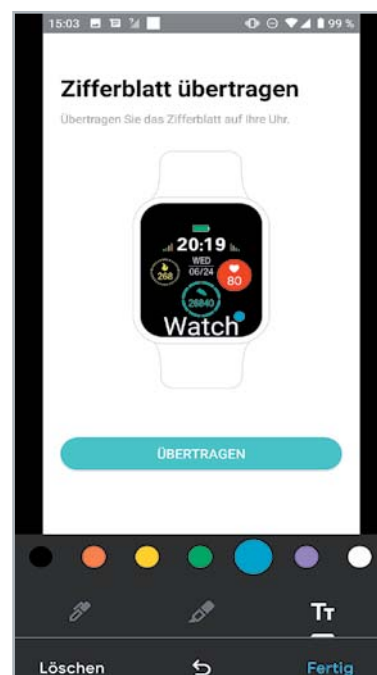 15:03 99 %
Zifferblatt übertragen
Übertragen Sie das Zifferblatt auf Ihre Uhr.
20:19
WED
06/24
268
80
26840
Watch
ÜBERTRAGEN
TT
Löschen Fertig